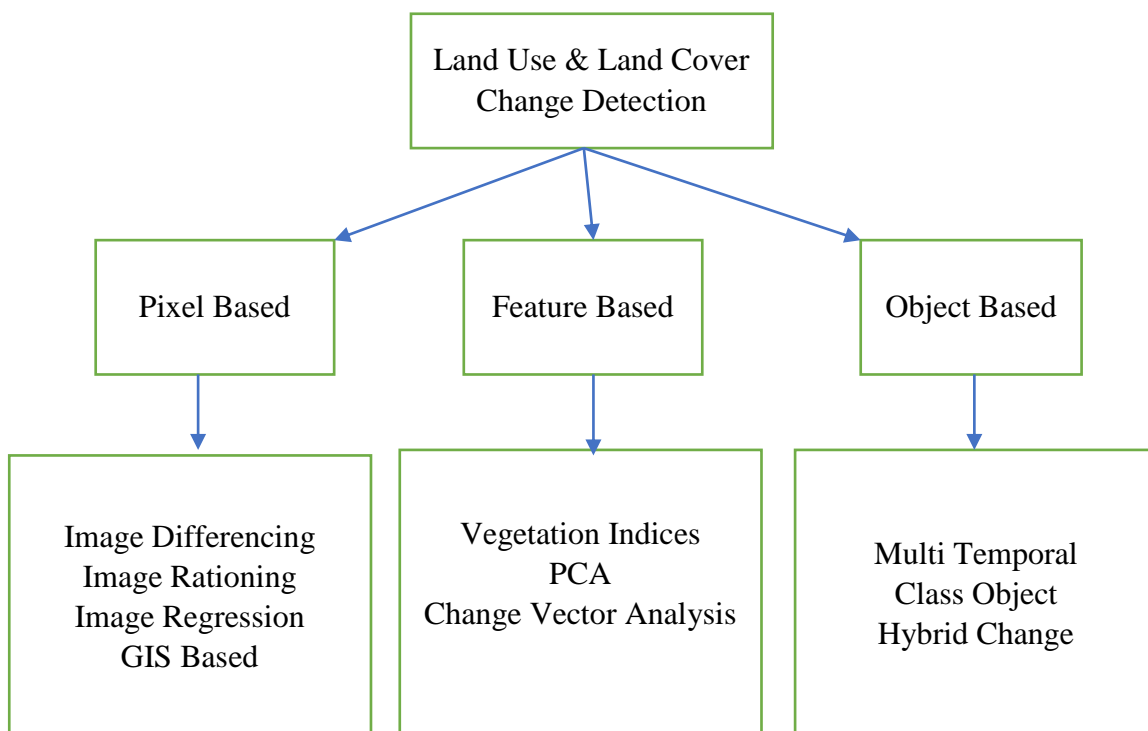 Land Use & Land Cover
Change Detection
Pixel Based
Feature Based
Object Based
Image Differencing
Image Rationing
Image Regression
GIS Based
Vegetation Indices
PCA
Change Vector Analysis
Multi Temporal
Class Object
Hybrid Change